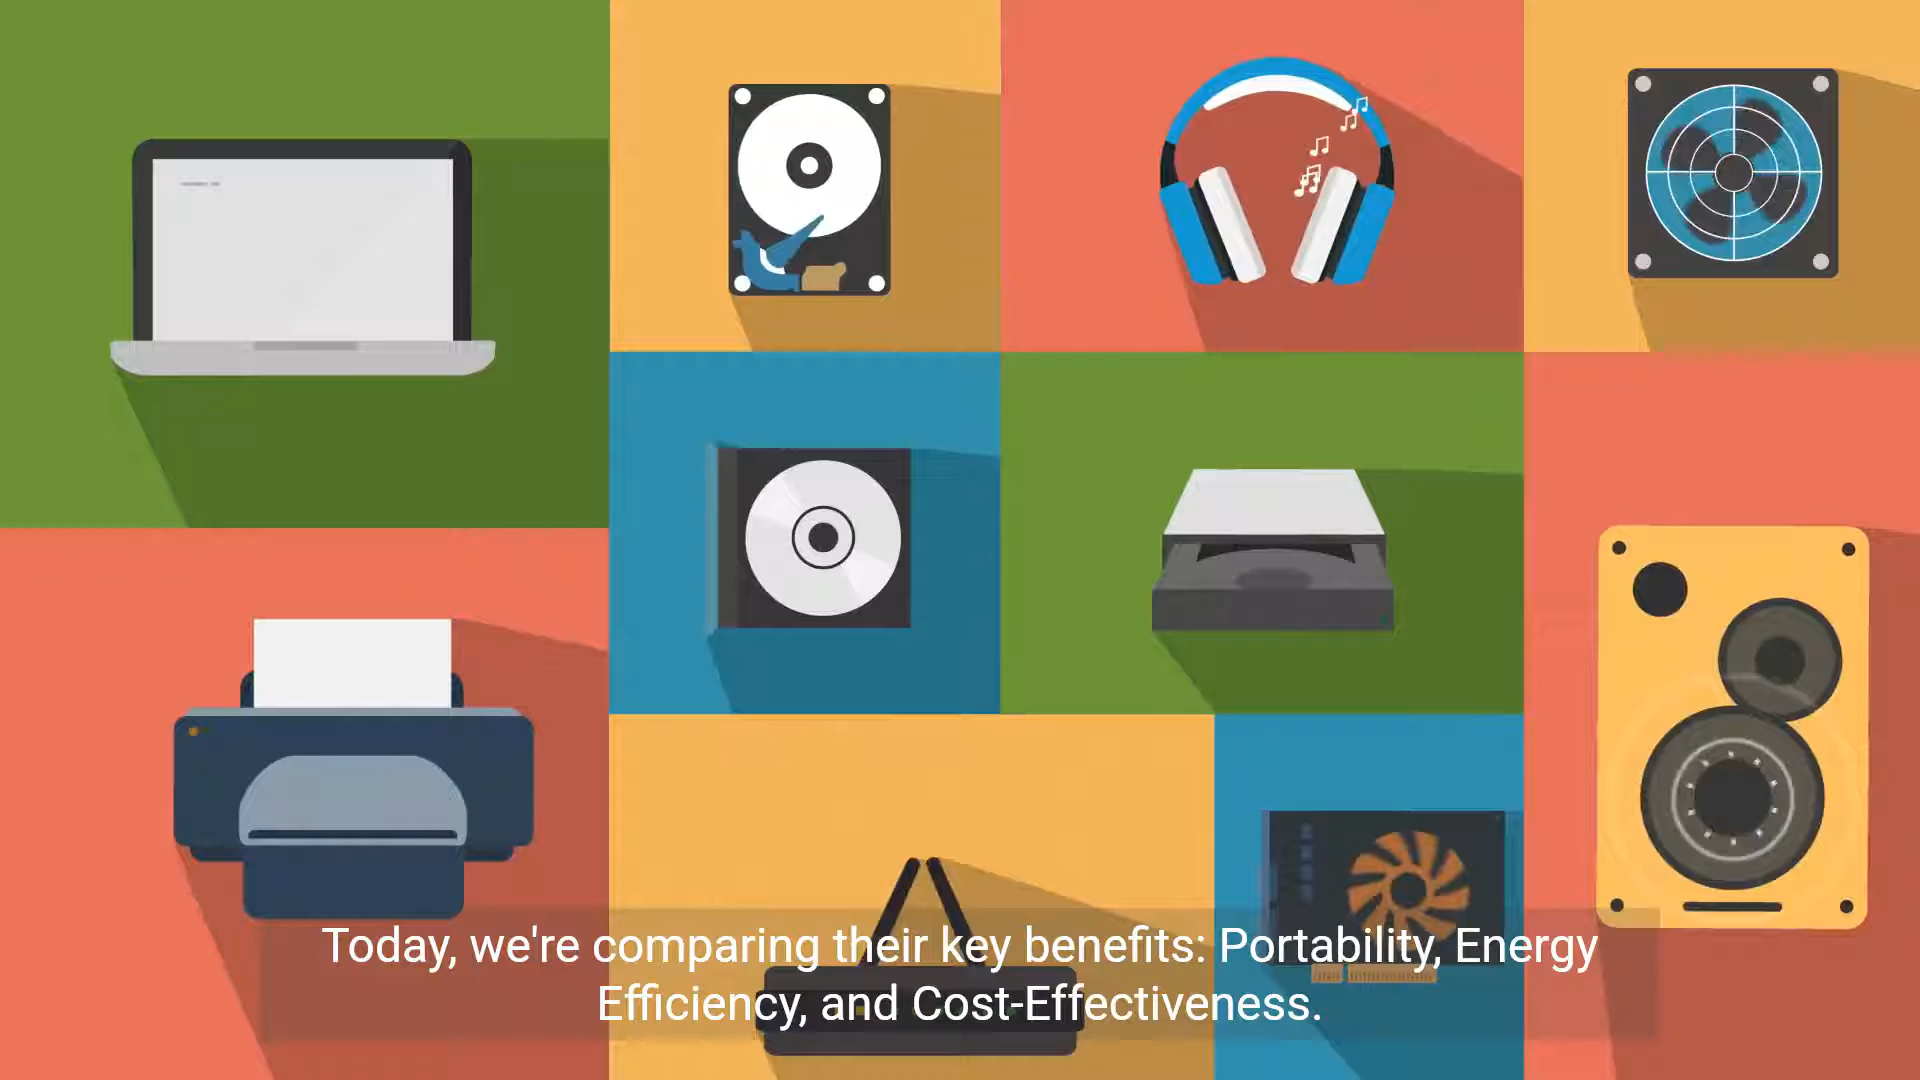 Today, we're comparing their key benefits: Portability, Energy
Efficiency, and Cost-Effectiveness.